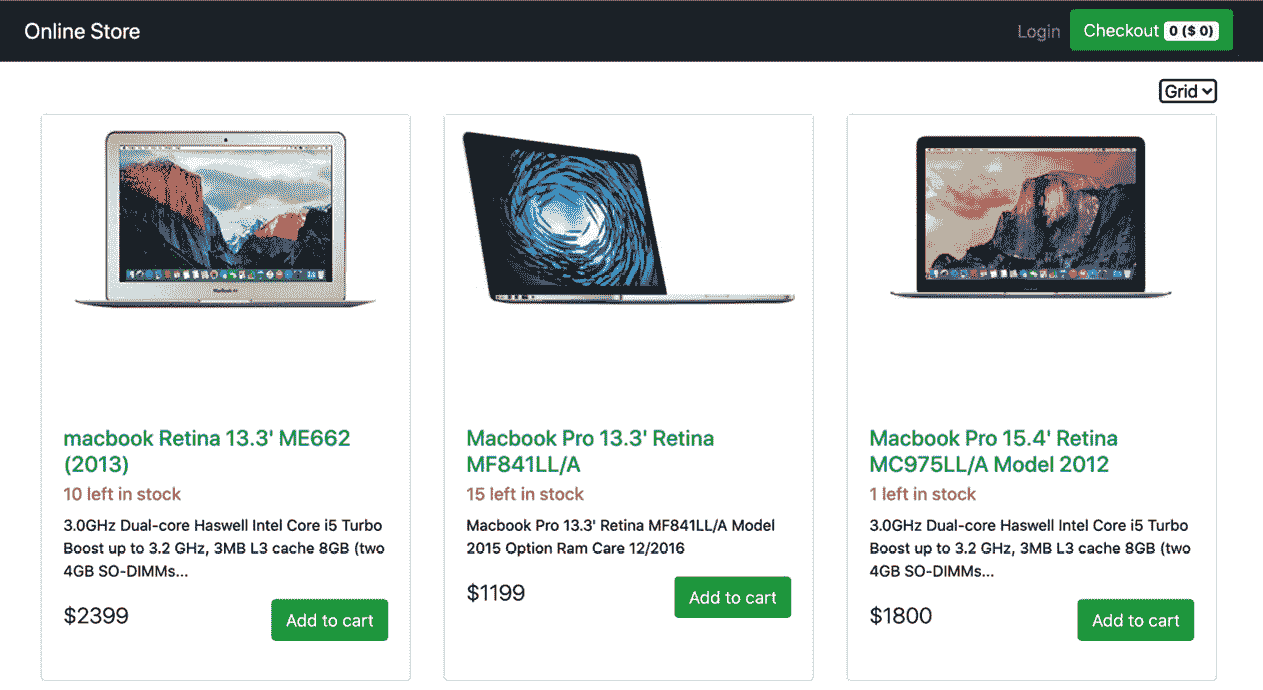 Online Store
Login
Checkout 0 ($ 0)
Grid
MacBook Air
macbook Retina 13.3' ME662
(2013)
10 left in stock
3.0GHz Dual-core Haswell Intel Core i5 Turbo
Boost up to 3.2 GHz, 3MB L3 cache 8GB (two
4GB SO-DIMMs...
$2399
Add to cart
Macbook Pro 13.3' Retina
MF841LL/A
15 left in stock
Macbook Pro 13.3' Retina MF841LL/A Model
2015 Option Ram Care 12/2016
$1199
Add to cart
Macbook Pro 15.4' Retina
MC975LL/A Model 2012
1 left in stock
3.0GHz Dual-core Haswell Intel Core i5 Turbo
Boost up to 3.2 GHz, 3MB L3 cache 8GB (two
4GB SO-DIMMs...
$1800
Add to cart